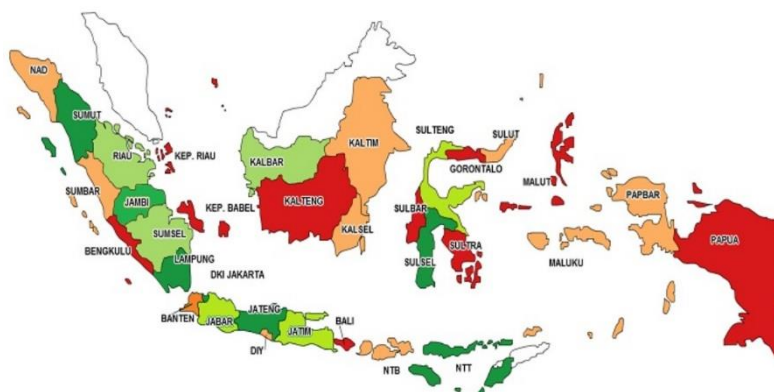 NAD
SUMUT
RIAU
KEP. RIAU
SUMBAR
JAMBI
KEP. BABEL
SUMSEL
BENGKULU
LAMPUNG
DKI JAKARTA
BANTEN
JABAR
JATENG
DIY
JATIM
BALI
NTB
NTT
KALBAR
KALTIM
KALTENG
KALSEL
SULTENG
SULUT
GORONTALO
SULBAR
SULTRA
SULSEL
MALUT
MALUKU
PAPBAR
PAPUA